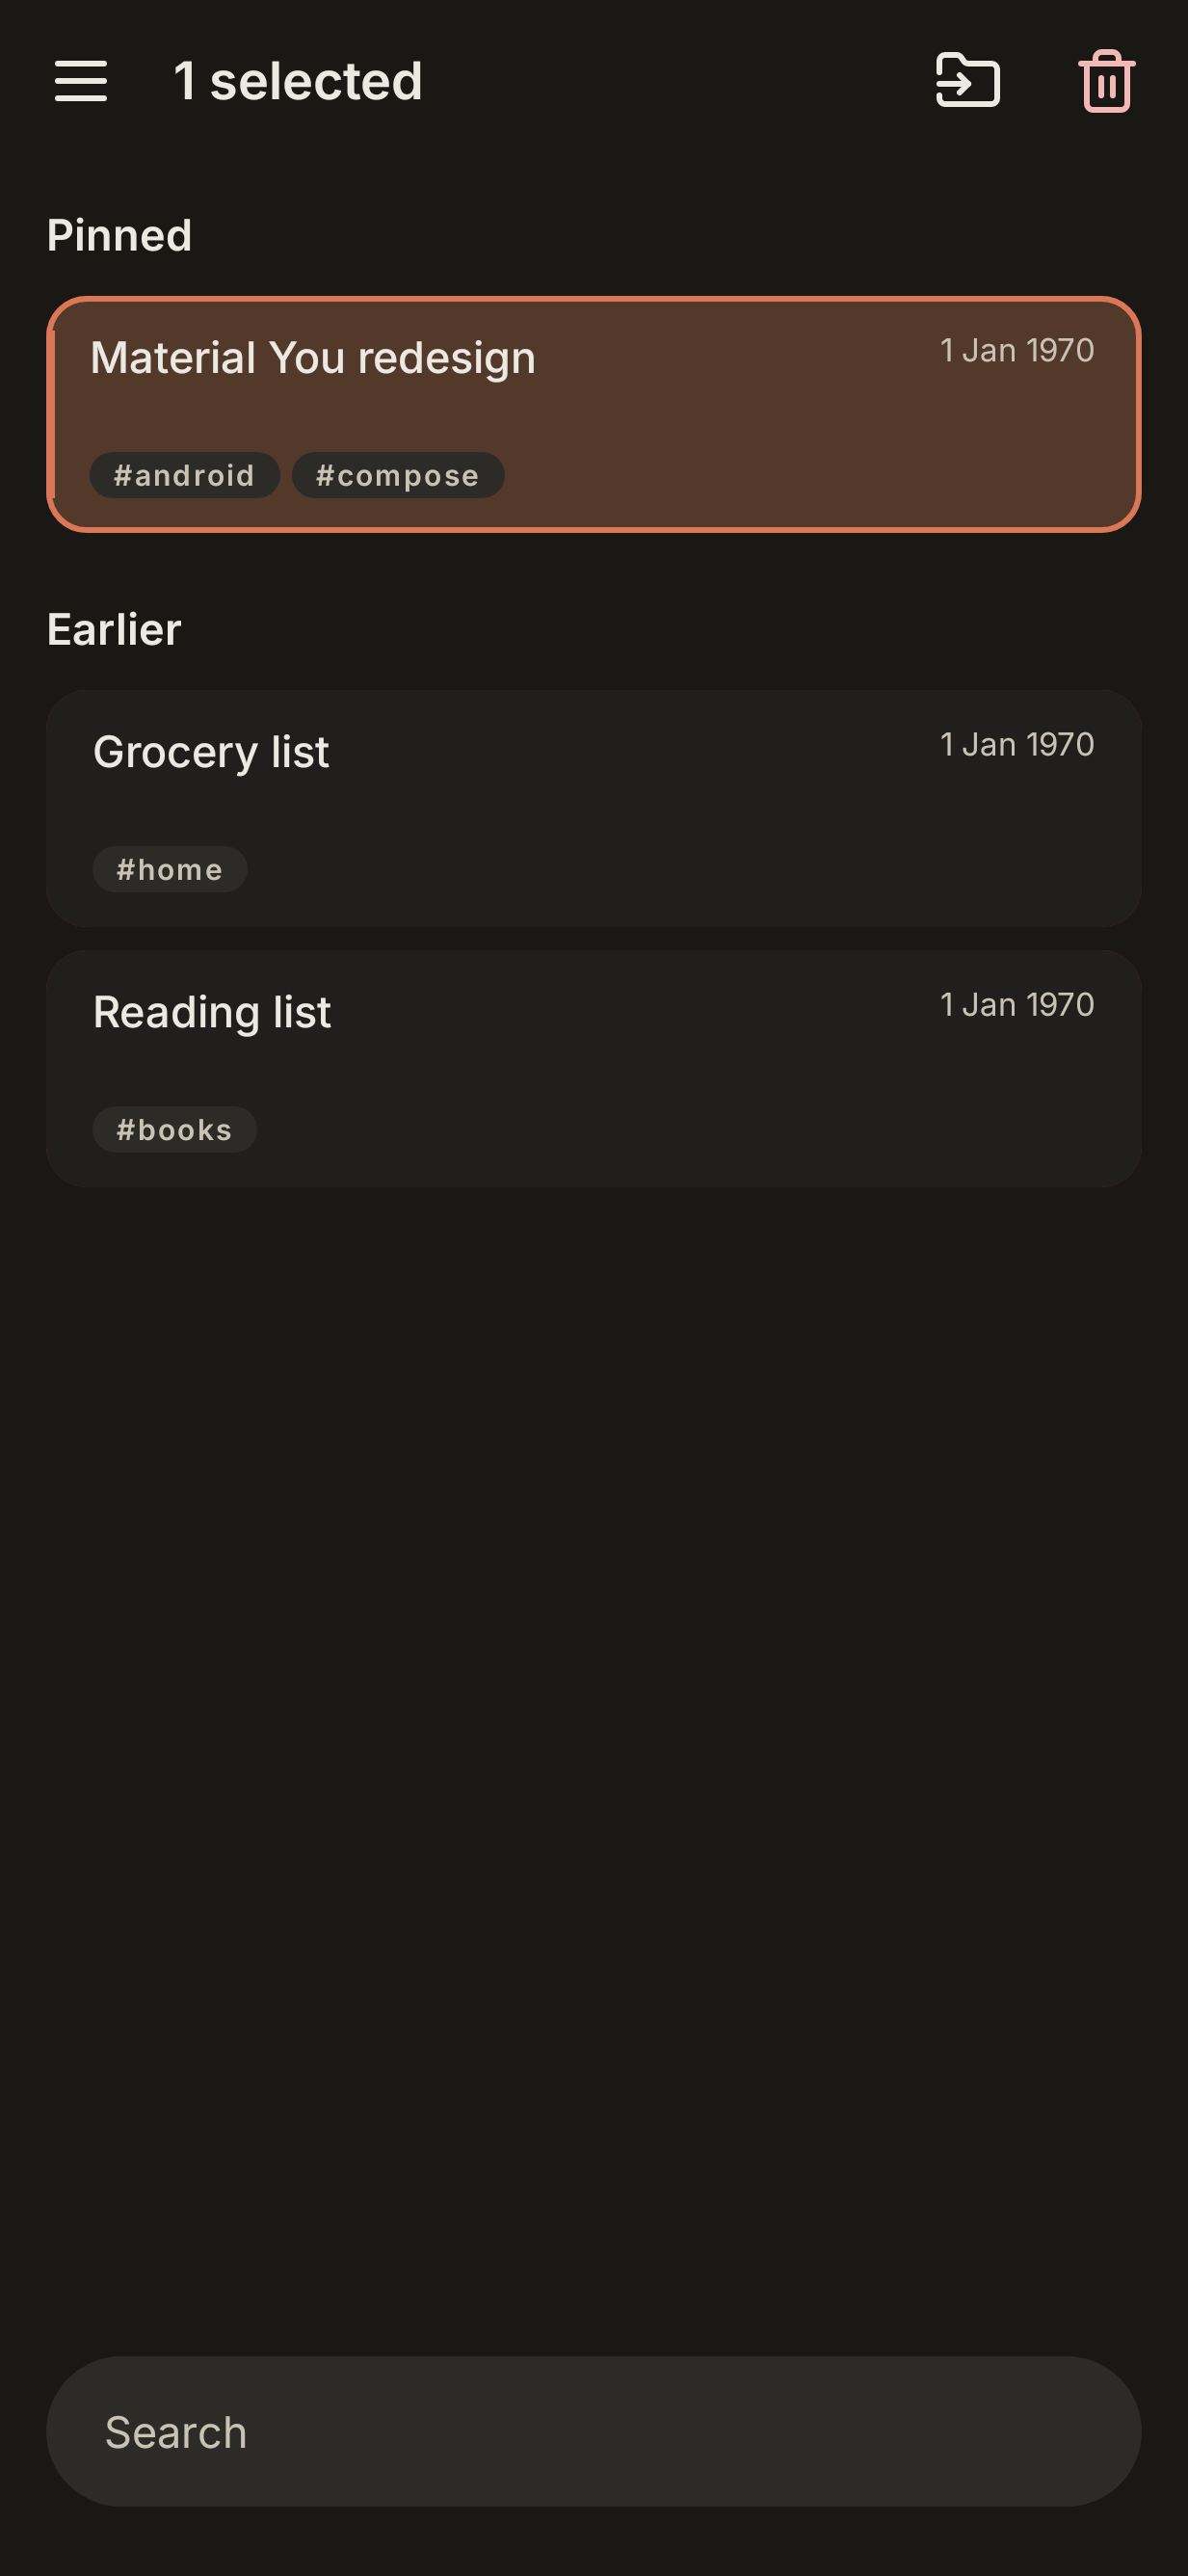 1 selected
Pinned
Material You redesign
1 Jan 1970
#android #compose
Earlier
Grocery list
1 Jan 1970
#home
Reading list
1 Jan 1970
#books
Search